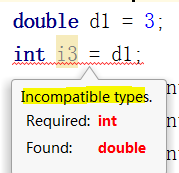 double d1 = 3;
int i3 = d1;
Incompatible types.
Required: int
Found: double